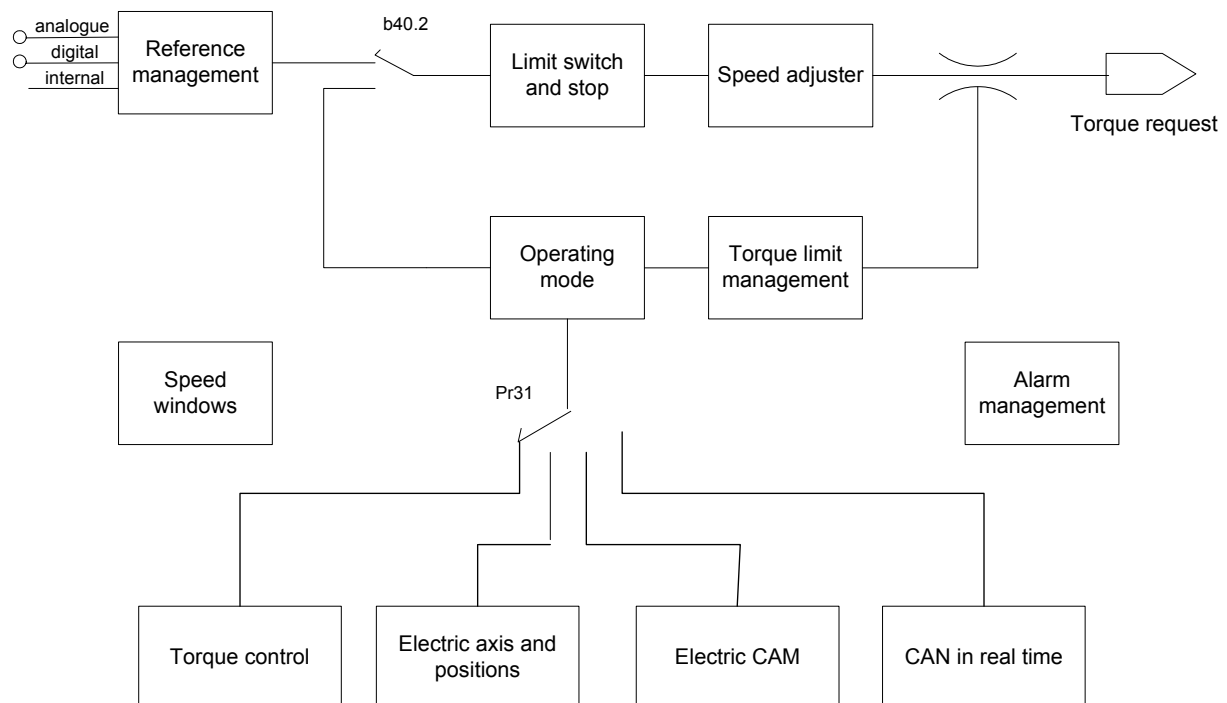 analogue
digital
internal
Reference
management
b40.2
Limit switch
and stop
Speed adjuster
Torque request
Operating
mode
Torque limit
management
Speed
windows
Pr31
Alarm
management
Torque control
Electric axis and
positions
Electric CAM
CAN in real time